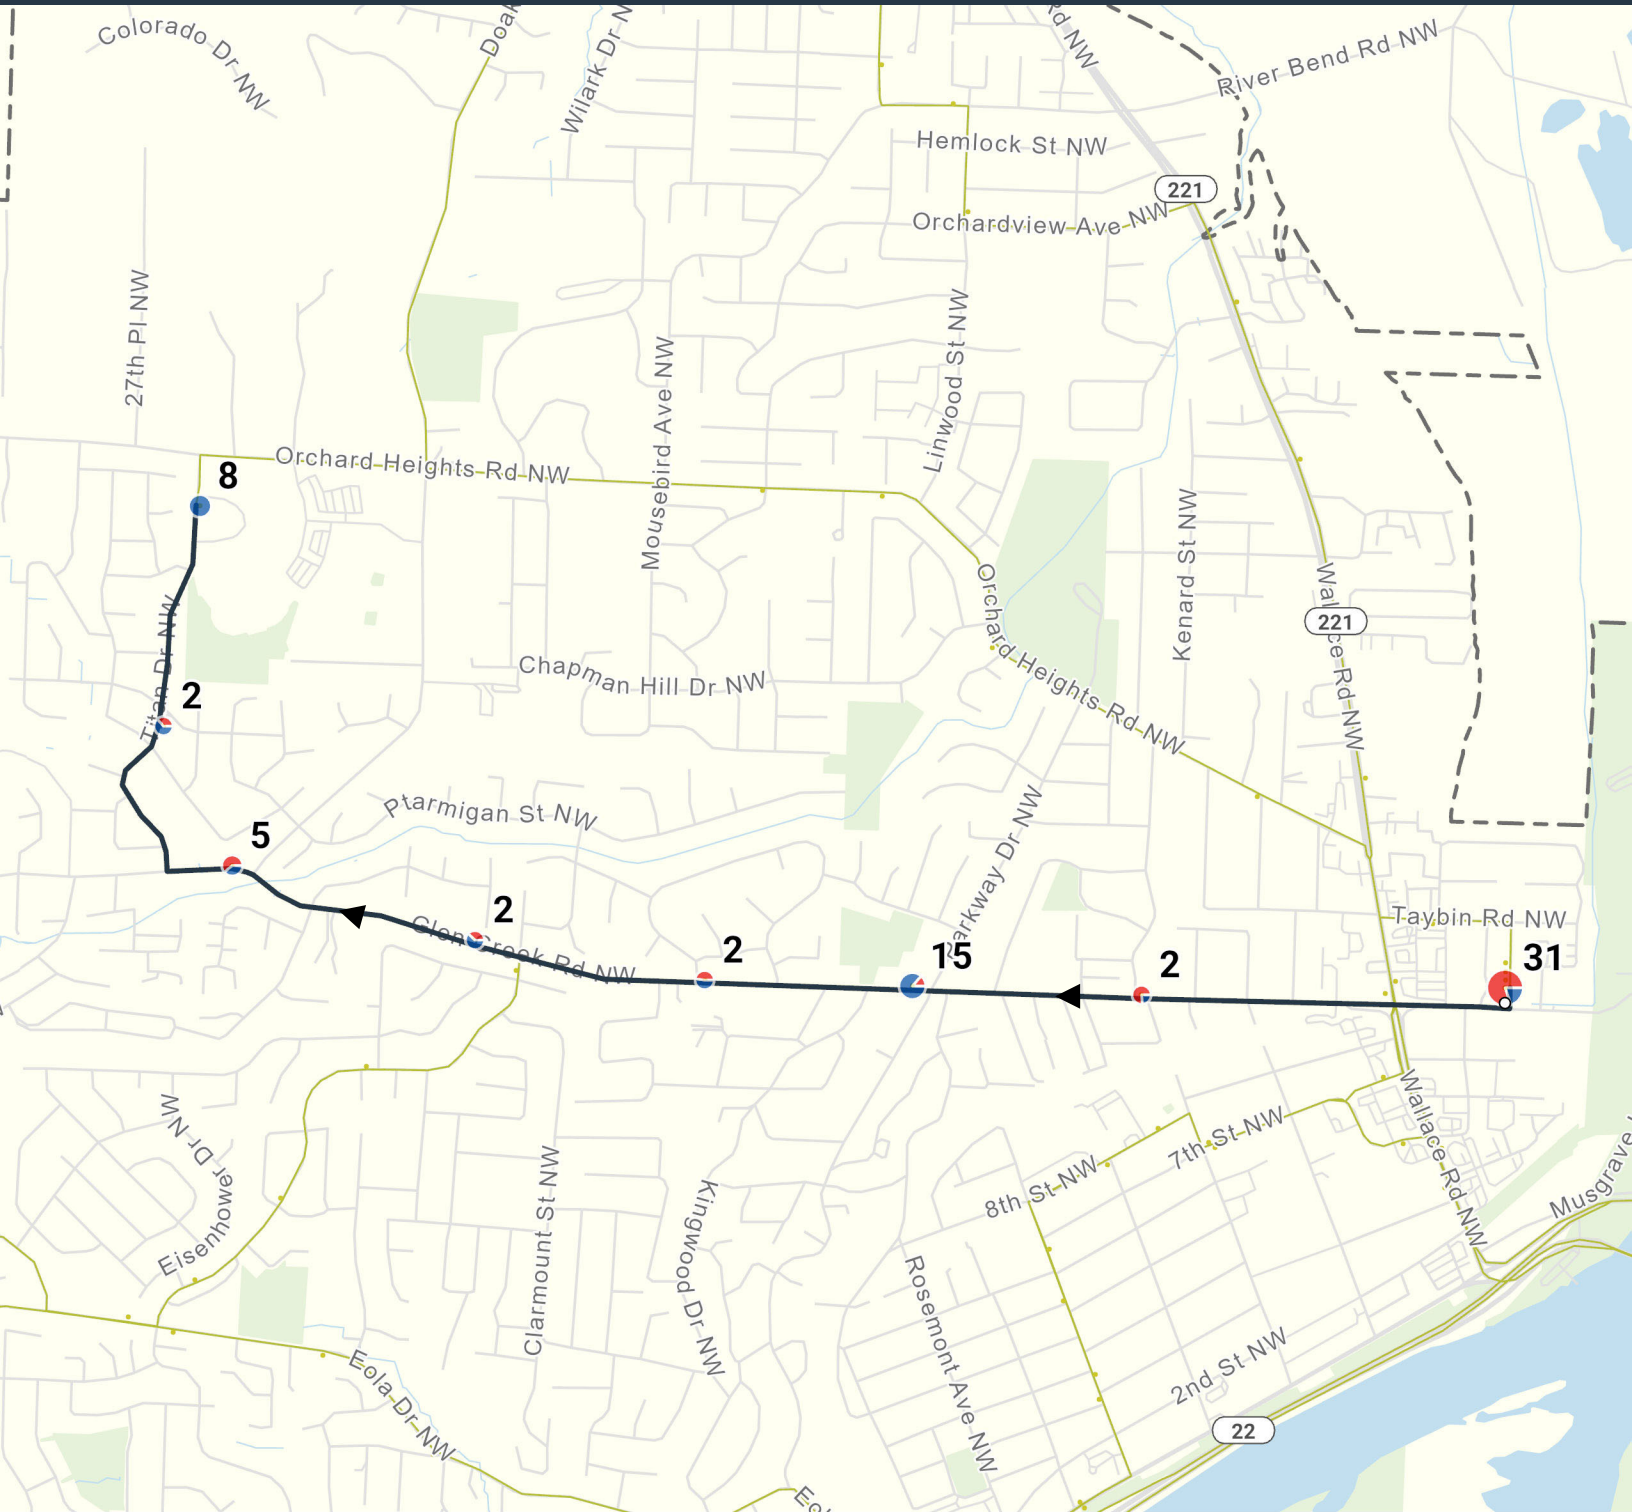 Colorado Dr NW
Doak
Wilark Dr N
Rd NW
River Bend Rd NW
Hemlock St NW
221
Orchardview Ave NW
27th Pl NW
Mousebird Ave NW
Linwood St NW
Orchard Heights Rd NW
8
Kenard St NW
Orchard Heights Rd NW
Wallace Rd NW
221
Titan Dr NW
Chapman Hill Dr NW
2
Ptarmigan St NW
Parkway Dr NW
5
2
Glen Creek Rd NW
2
15
2
Taybin Rd NW
31
Eisenhower Dr NW
Clarmount St NW
Kingwood Dr NW
8th St NW
7th St NW
Wallace Rd NW
Musgrave
Rosemont Ave NW
2nd St NW
Eola Dr NW
22
Eol